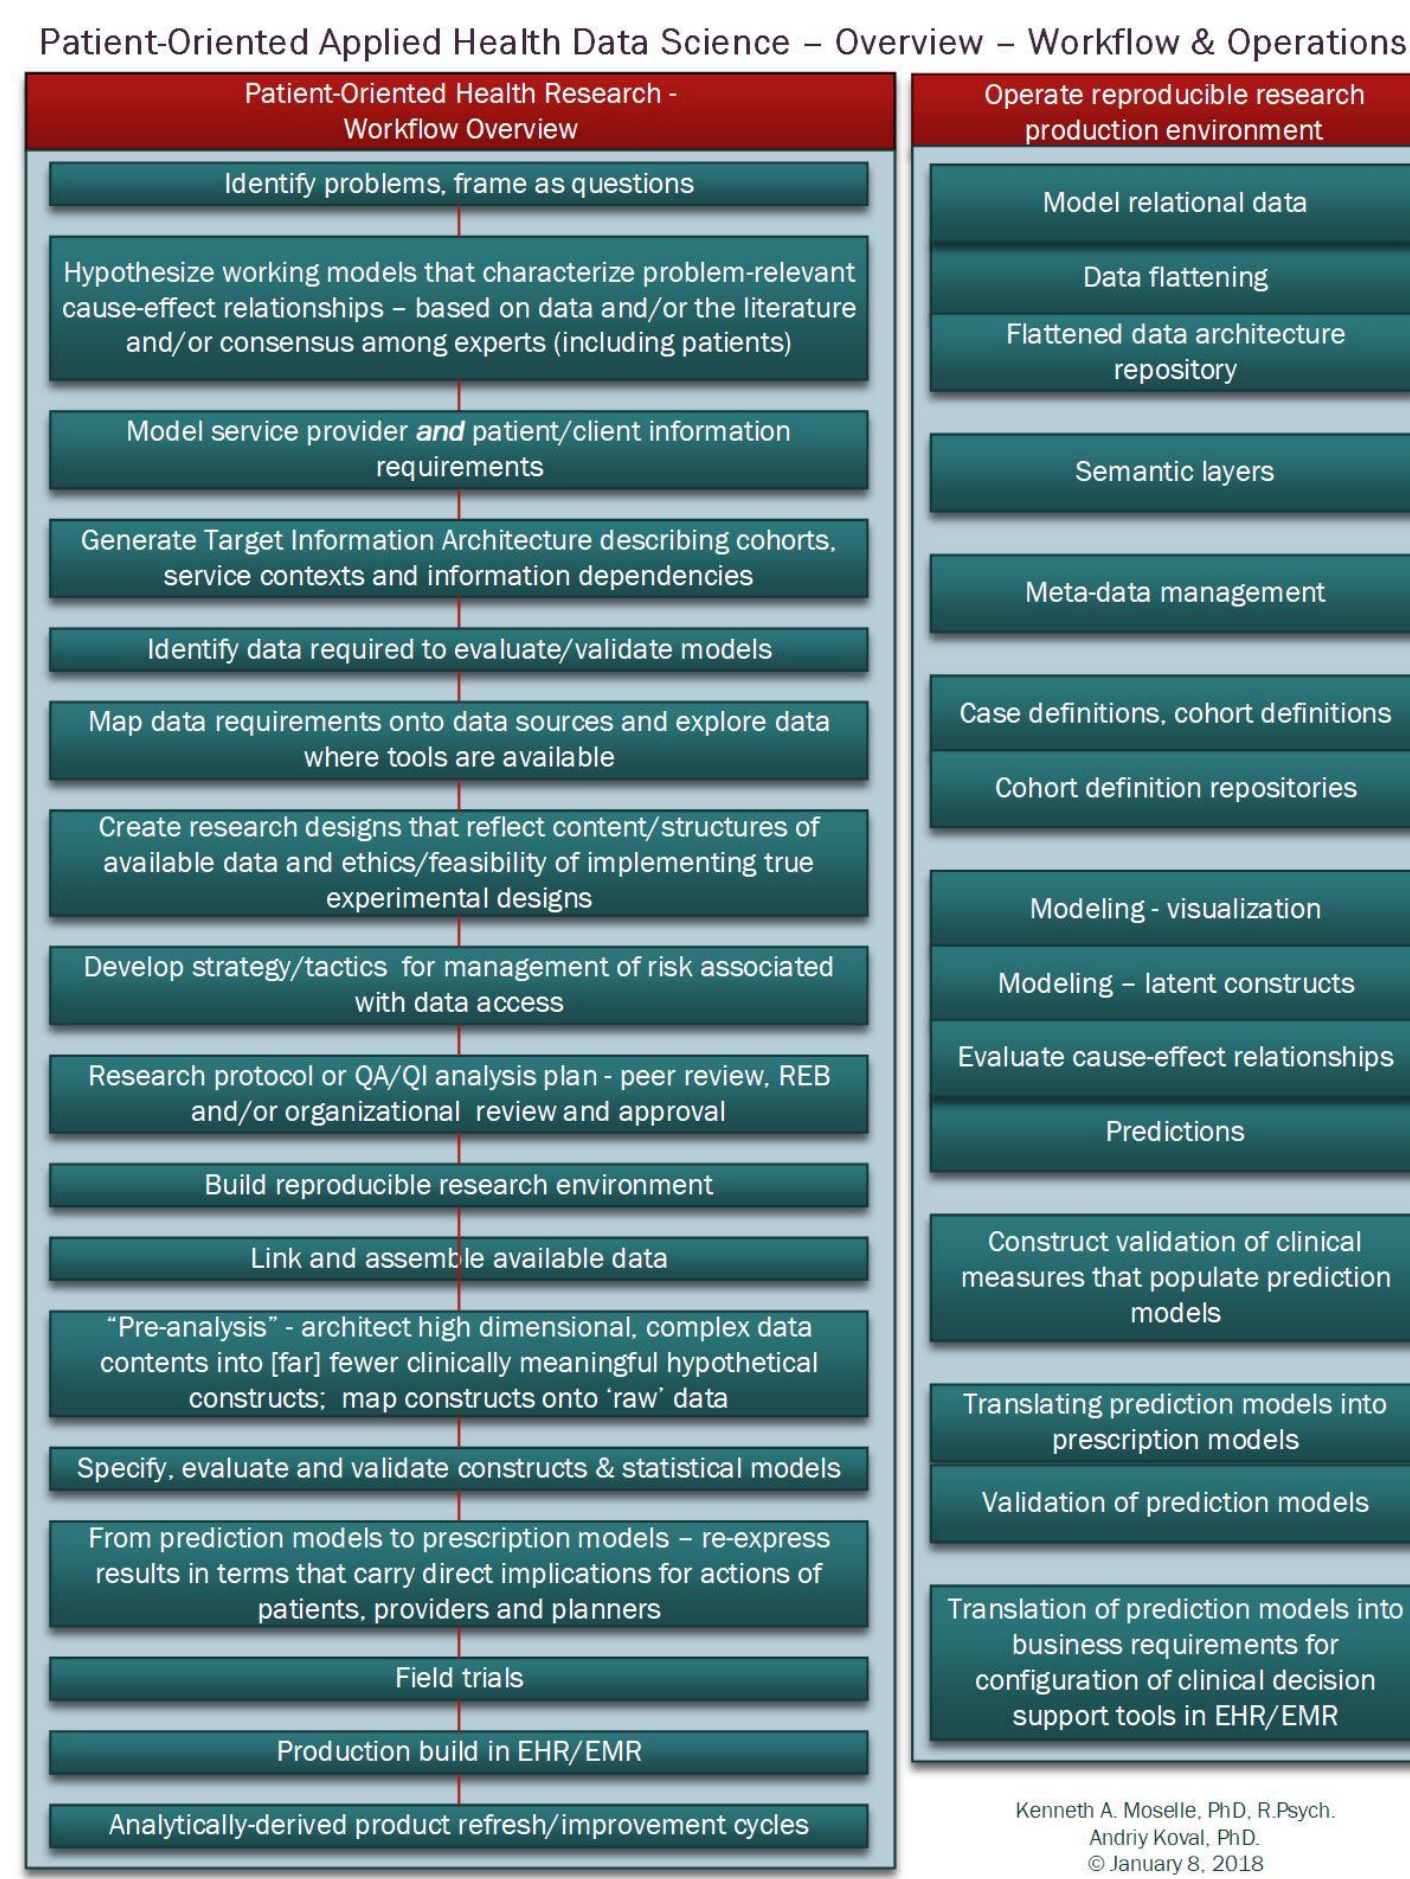 Patient-Oriented Applied Health Data Science – Overview – Workflow & Operations
Patient-Oriented Health Research -
Workflow Overview
Identify problems, frame as questions
Hypothesize working models that characterize problem-relevant
cause-effect relationships – based on data and/or the literature
and/or consensus among experts (including patients)
Model service provider and patient/client information
requirements
Generate Target Information Architecture describing cohorts,
service contexts and information dependencies
Identify data required to evaluate/validate models
Map data requirements onto data sources and explore data
where tools are available
Create research designs that reflect content/structures of
available data and ethics/feasibility of implementing true
experimental designs
Develop strategy/tactics for management of risk associated
with data access
Research protocol or QA/QI analysis plan - peer review, REB
and/or organizational review and approval
Build reproducible research environment
Link and assemble available data
“Pre-analysis” - architect high dimensional, complex data
contents into [far] fewer clinically meaningful hypothetical
constructs; map constructs onto ‘raw’ data
Specify, evaluate and validate constructs & statistical models
From prediction models to prescription models – re-express
results in terms that carry direct implications for actions of
patients, providers and planners
Field trials
Production build in EHR/EMR
Analytically-derived product refresh/improvement cycles
Operate reproducible research
production environment
Model relational data
Data flattening
Flattened data architecture
repository
Semantic layers
Meta-data management
Case definitions, cohort definitions
Cohort definition repositories
Modeling - visualization
Modeling – latent constructs
Evaluate cause-effect relationships
Predictions
Construct validation of clinical
measures that populate prediction
models
Translating prediction models into
prescription models
Validation of prediction models
Translation of prediction models into
business requirements for
configuration of clinical decision
support tools in EHR/EMR
Kenneth A. Moselle, PhD, R.Psych.
Andriy Koval, PhD.
© January 8, 2018